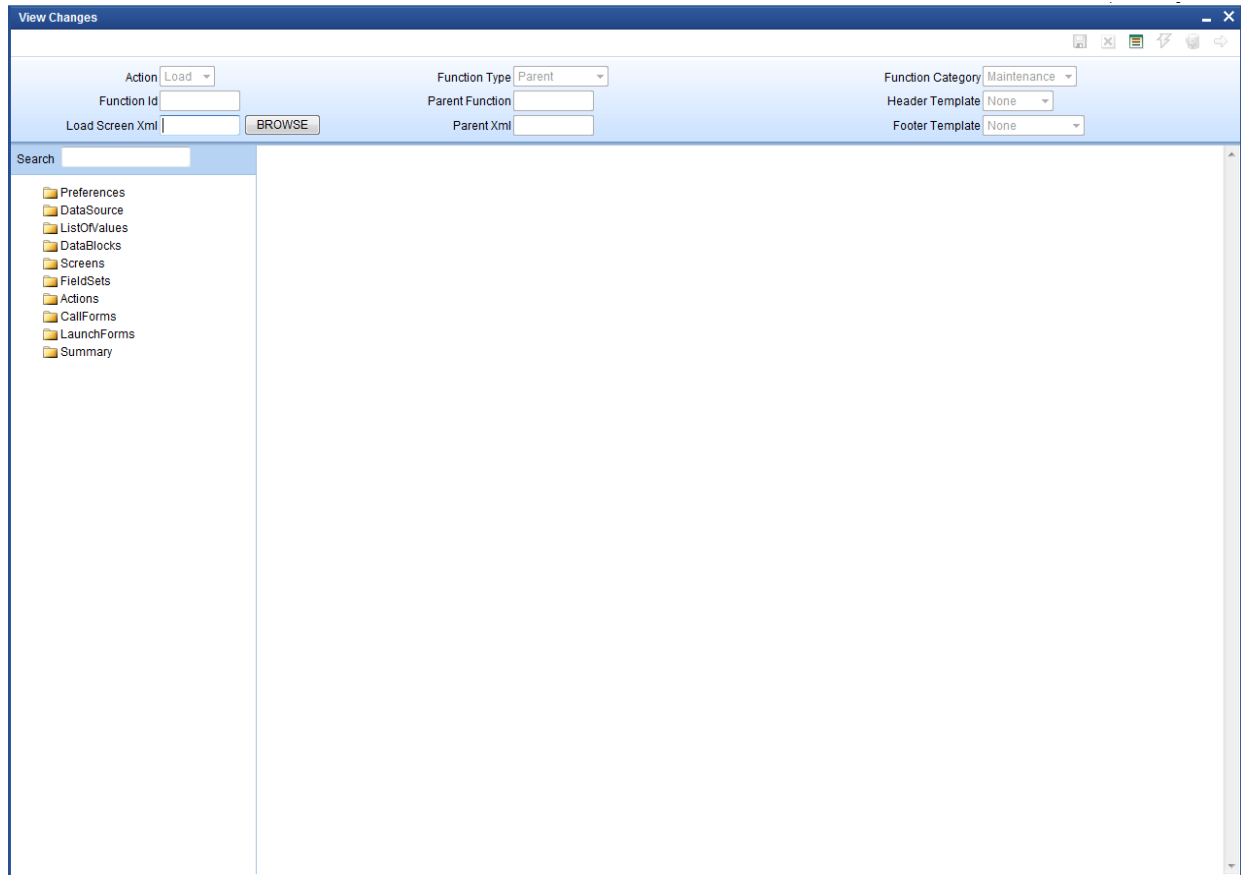 View Changes
Action Load Function Type Parent Function Category Maintenance
Function Id Parent Function Header Template None
Load Screen Xml BROWSE Parent Xml Footer Template None
Search
Preferences
DataSource
ListOfValues
DataBlocks
Screens
FieldSets
Actions
CallForms
LaunchForms
Summary